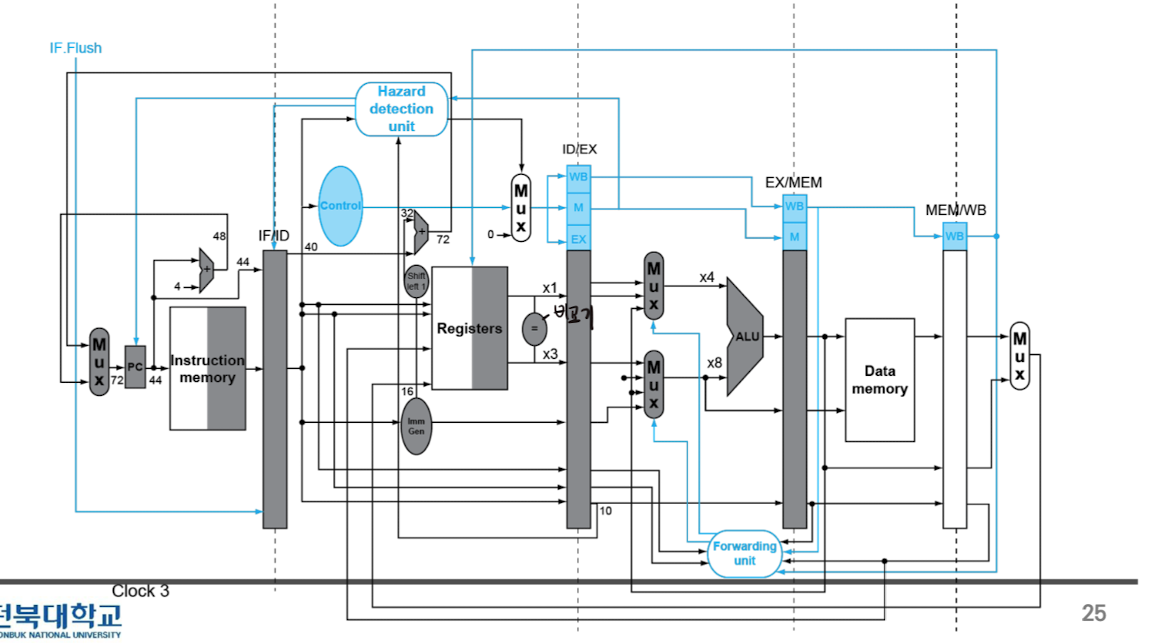 IF.Flush
Hazard
detection
unit
ID/EX
WB
M
EX
EX/MEM
WB
M
MEM/WB
WB
Control
Mux
0
32
+
72
48
IF/ID
40
44
+
4
Shift
left 1
Mux
72
PC
44
Instruction
memory
Registers
x1
=
비교기
x3
16
Imm
Gen
Mux
x4
Mux
x8
ALU
Data
memory
Mux
10
Forwarding
unit
Clock 3
전북대학교
JEONBUK NATIONAL UNIVERSITY
25